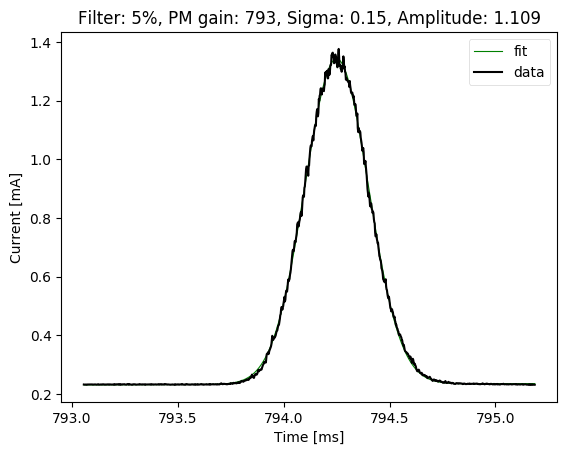 Filter: 5%, PM gain: 793, Sigma: 0.15, Amplitude: 1.109
fit
data
Current [mA]
1.4
1.2
1.0
0.8
0.6
0.4
0.2
793.0 793.5 794.0 794.5 795.0
Time [ms]